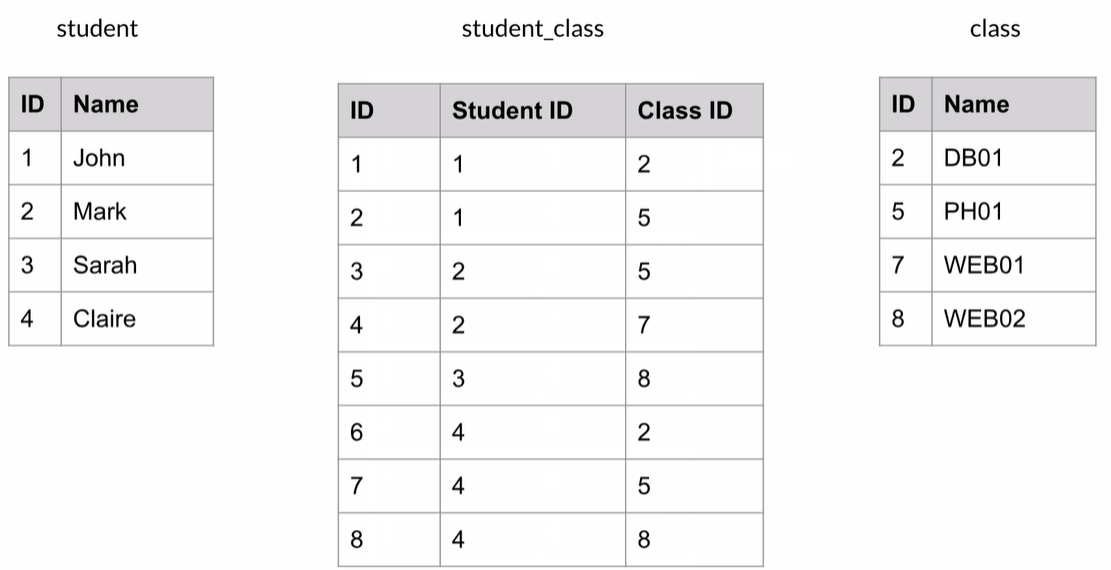 student
ID Name
1 John
2 Mark
3 Sarah
4 Claire
student_class
ID Student ID Class ID
1 1 2
2 1 5
3 2 5
4 2 7
5 3 8
6 4 2
7 4 5
8 4 8
class
ID Name
2 DB01
5 PH01
7 WEB01
8 WEB02